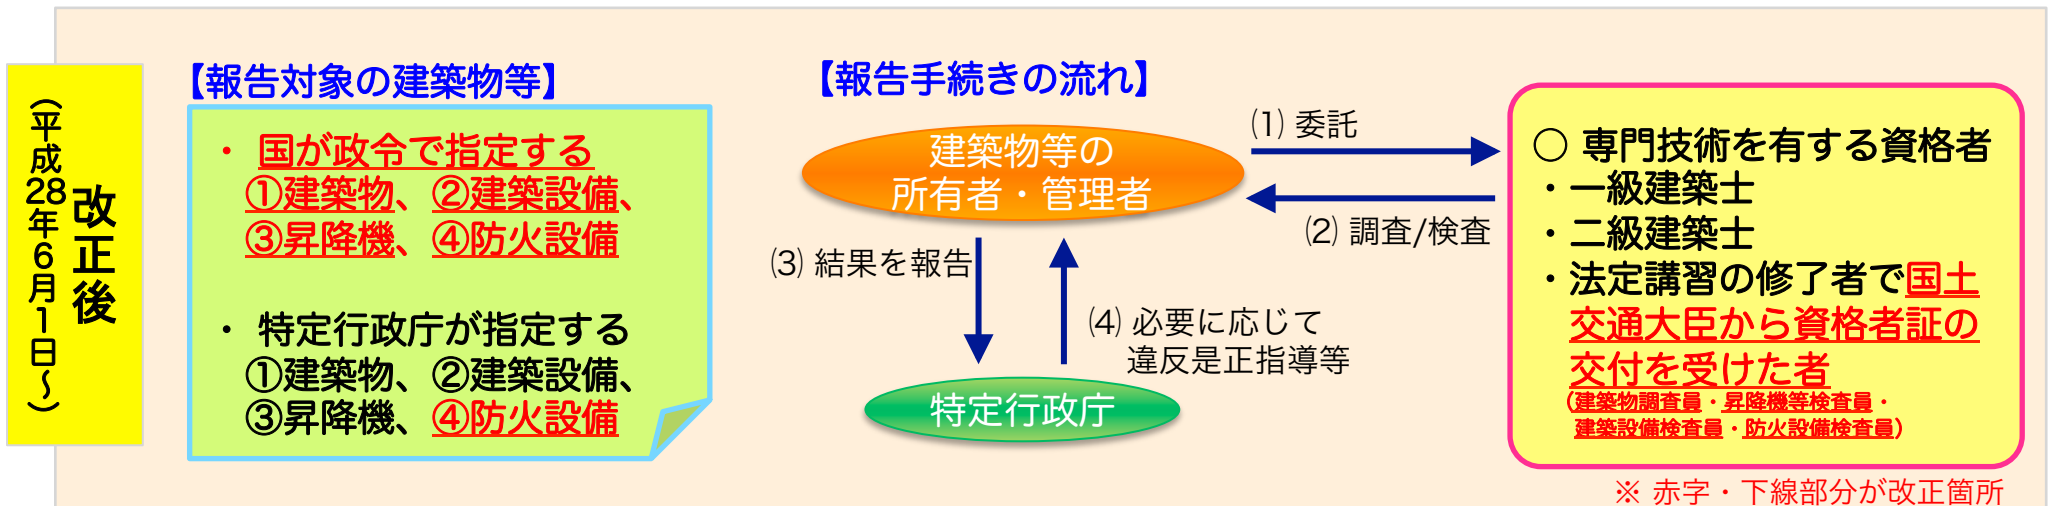 改正後
（平成28年６月１日～）
【報告対象の建築物等】
・ 国が政令で指定する
①建築物、②建築設備、
③昇降機、④防火設備
・ 特定行政庁が指定する
①建築物、②建築設備、
③昇降機、④防火設備
【報告手続きの流れ】
建築物等の
所有者・管理者
⑴ 委託
⑵ 調査/検査
⑶ 結果を報告
⑷ 必要に応じて
違反是正指導等
特定行政庁
○ 専門技術を有する資格者
・一級建築士
・二級建築士
・法定講習の修了者で国土
交通大臣から資格者証の
交付を受けた者
（建築物調査員・昇降機等検査員・
建築設備検査員・防火設備検査員）
※ 赤字・下線部分が改正箇所